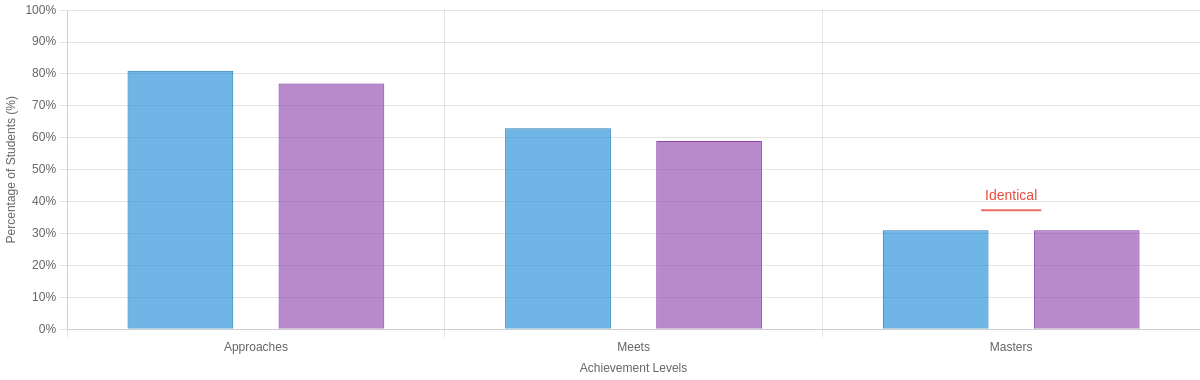 100%
90%
80%
70%
60%
50%
40%
30%
20%
10%
0%
Percentage of Students (%)
Identical
Approaches
Meets
Masters
Achievement Levels